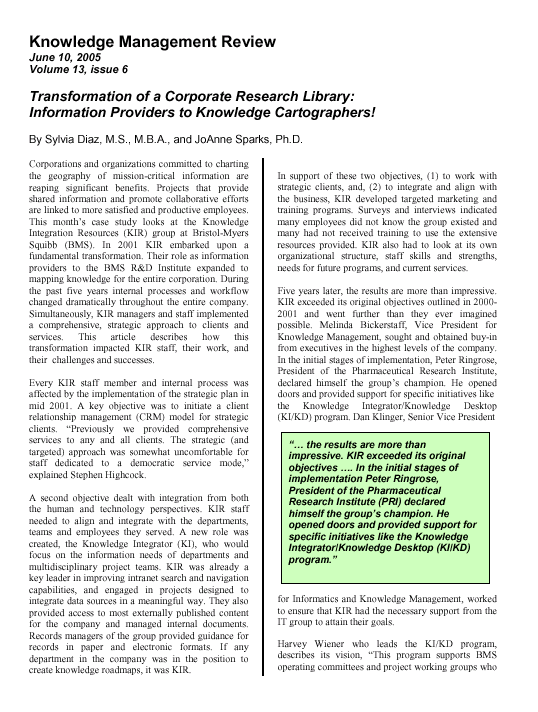 Knowledge Management Review
June 10, 2005
Volume 13, issue 6
Transformation of a Corporate Research Library:
Information Providers to Knowledge Cartographers!
By Sylvia Diaz, M.S., M.B.A., and JoAnne Sparks, Ph.D.
Corporations and organizations committed to charting
the geography of mission-critical information are
reaping significant benefits. Projects that provide
shared information and promote collaborative efforts
are linked to more satisfied and productive employees.
This month's case study looks at the Knowledge
Integration Resources (KIR) group at Bristol-Myers
Squibb (BMS). In 2001 KIR embarked upon a
fundamental transformation. Their role as information
providers to the BMS R&D Institute expanded to
mapping knowledge for the entire corporation. During
the past five years internal processes and workflow
changed dramatically throughout the entire company.
Simultaneously, KIR managers and staff implemented
a comprehensive, strategic approach to clients and
services. This article describes how this
transformation impacted KIR staff, their work, and
their challenges and successes.
Every KIR staff member and internal process was
affected by the implementation of the strategic plan in
mid 2001. A key objective was to initiate a client
relationship management (CRM) model for strategic
clients. "Previously we provided comprehensive
services to any and all clients. The strategic (and
targeted) approach was somewhat uncomfortable for
staff dedicated to a democratic service mode,"
explained Stephen Highcock.
A second objective dealt with integration from both
the human and technology perspectives. KIR staff
needed to align and integrate with the departments,
teams and employees they served. A new role was
created, the Knowledge Integrator (KI), who would
focus on the information needs of departments and
multidisciplinary project teams. KIR was already a
key leader in improving intranet search and navigation
capabilities, and engaged in projects designed to
integrate data sources in a meaningful way. They also
provided access to most externally published content
for the company and managed internal documents.
Records managers of the group provided guidance for
records in paper and electronic formats. If any
department in the company was in the position to
create knowledge roadmaps, it was KIR.
In support of these two objectives, (1) to work with
strategic clients, and, (2) to integrate and align with
the business, KIR developed targeted marketing and
training programs. Surveys and interviews indicated
many employees did not know the group existed and
many had not received training to use the extensive
resources provided. KIR also had to look at its own
organizational structure, staff skills and strengths,
needs for future programs, and current services.
Five years later, the results are more than impressive.
KIR exceeded its original objectives outlined in 2000-
2001 and went further than they ever imagined
possible. Melinda Bickerstaff, Vice President for
Knowledge Management, sought and obtained buy-in
from executives in the highest levels of the company.
In the initial stages of implementation, Peter Ringrose,
President of the Pharmaceutical Research Institute,
declared himself the group's champion. He opened
doors and provided support for specific initiatives like
the Knowledge Integrator/Knowledge Desktop
(KI/KD) program. Dan Klinger, Senior Vice President
"… the results are more than
impressive. KIR exceeded its original
objectives …. In the initial stages of
implementation Peter Ringrose,
President of the Pharmaceutical
Research Institute (PRI) declared
himself the group's champion. He
opened doors and provided support for
specific initiatives like the Knowledge
Integrator/Knowledge Desktop (KI/KD)
program."
for Informatics and Knowledge Management, worked
to ensure that KIR had the necessary support from the
IT group to attain their goals.
Harvey Wiener who leads the KI/KD program,
describes its vision, "This program supports BMS
operating committees and project working groups who